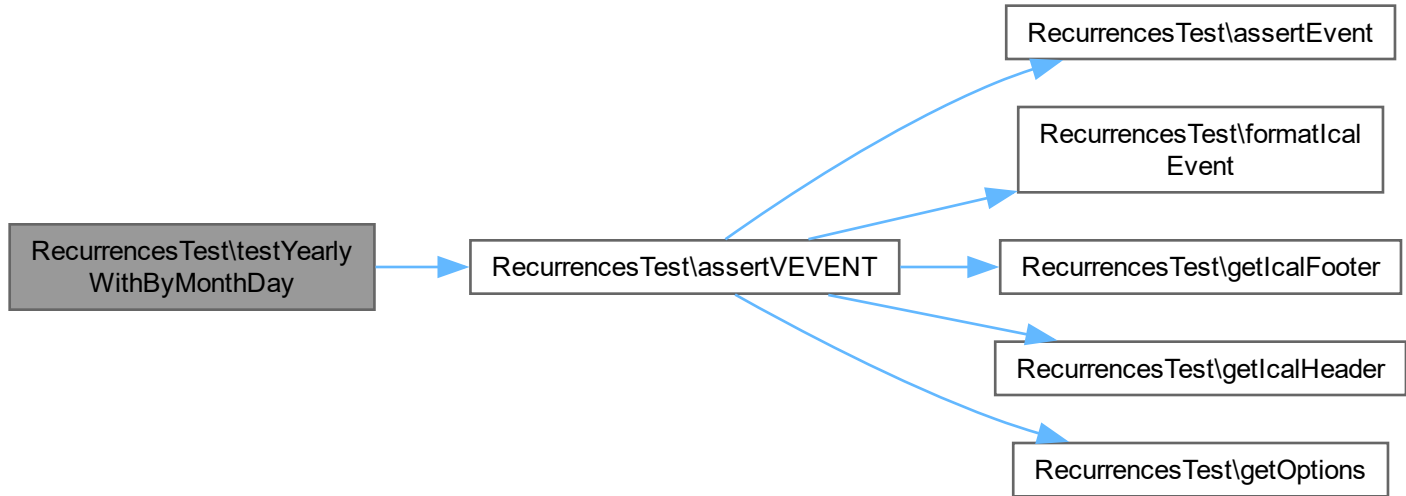 RecurrencesTest\testYearly
WithByMonthDay
RecurrencesTest\assertVEVENT
RecurrencesTest\assertEvent
RecurrencesTest\formatIcal
Event
RecurrencesTest\getIcalFooter
RecurrencesTest\getIcalHeader
RecurrencesTest\getOptions